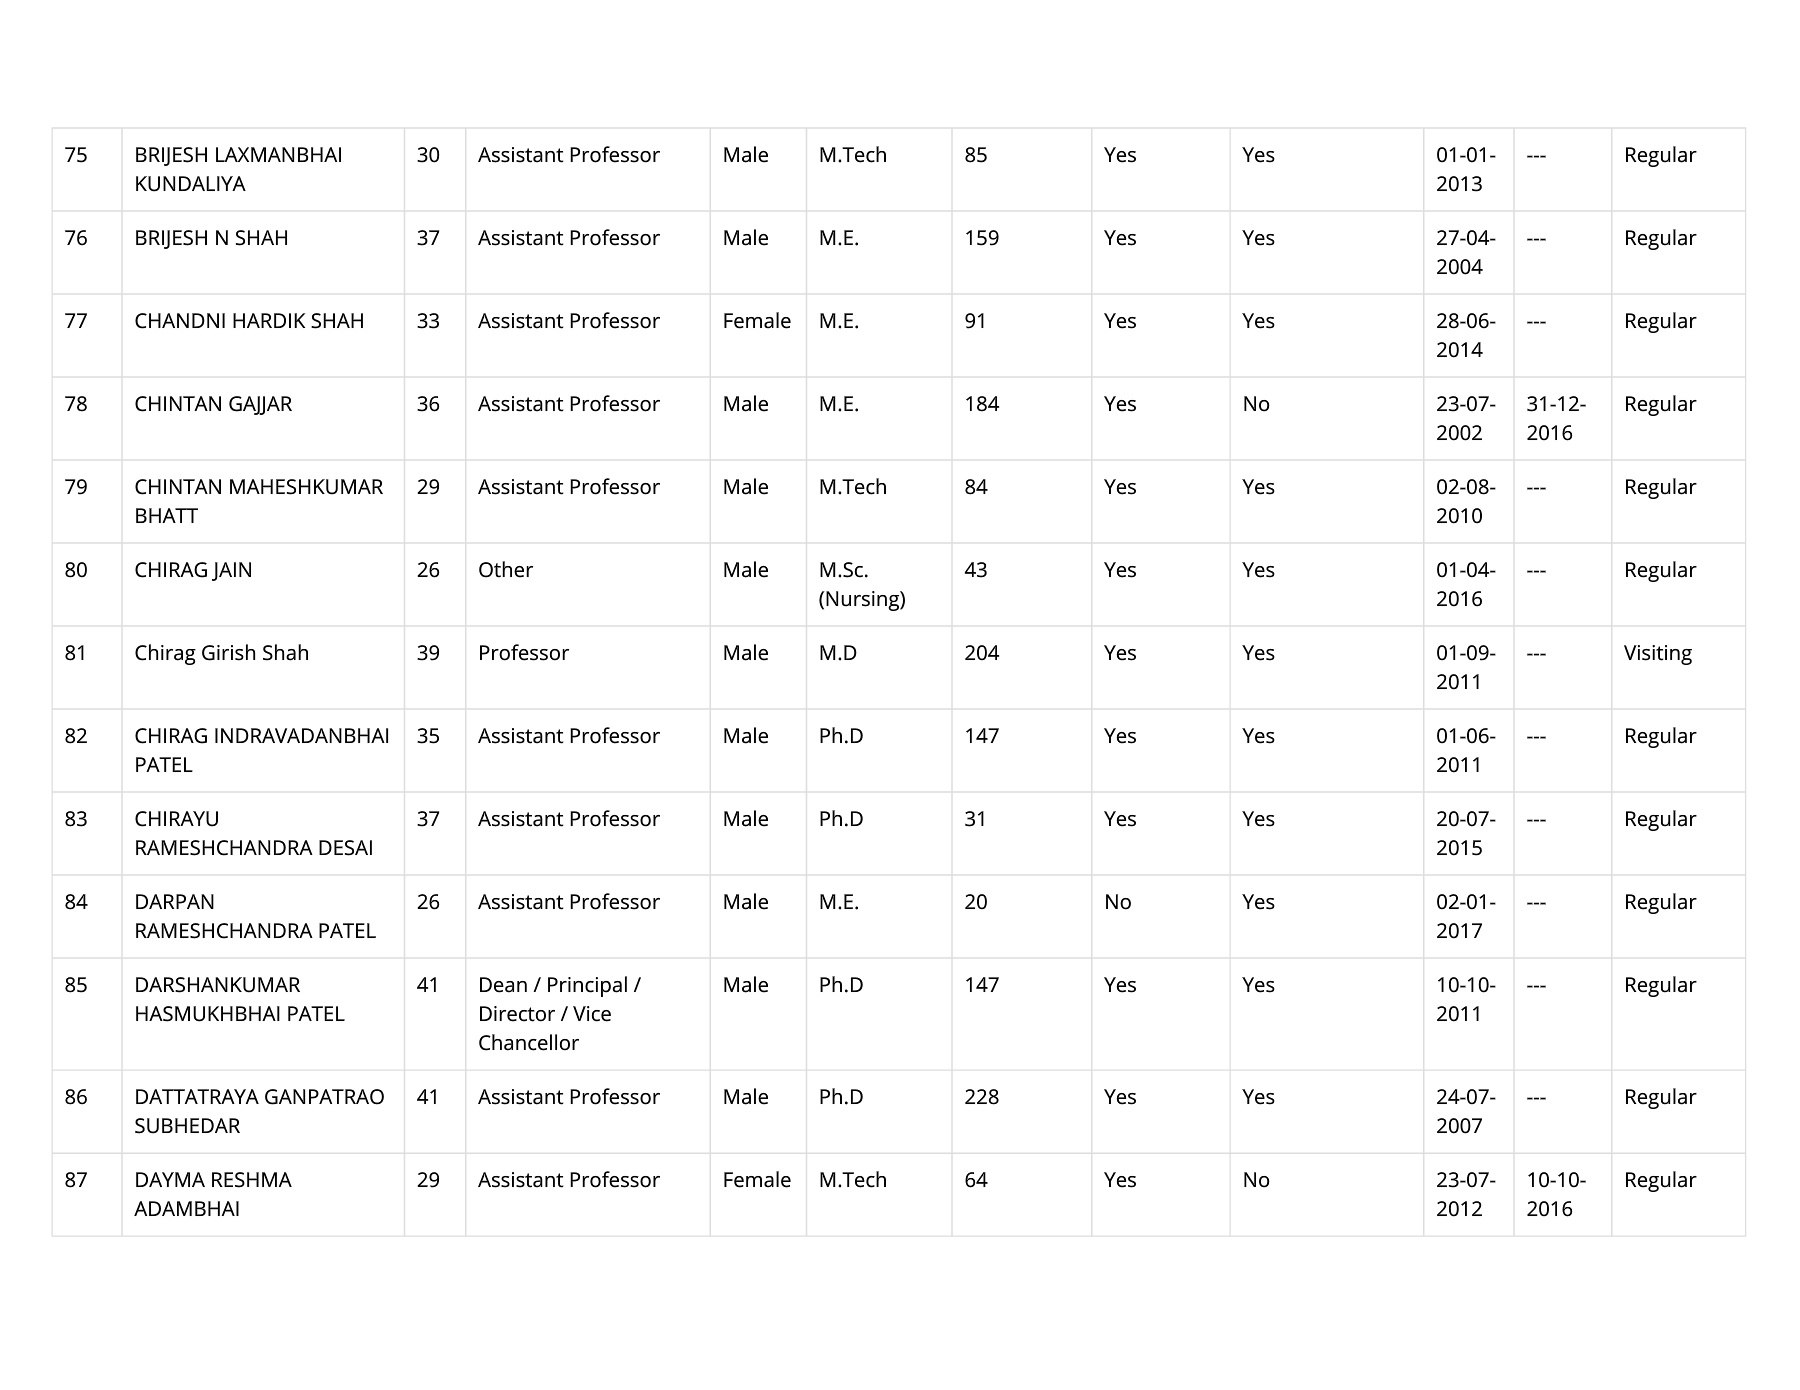 75 BRIJESH LAXMANBHAI 30 Assistant Professor Male M.Tech 85 Yes Yes 01-01- --- Regular
KUNDALIYA 2013
76 BRIJESH N SHAH 37 Assistant Professor Male M.E. 159 Yes Yes 27-04- --- Regular
2004
77 CHANDNI HARDIK SHAH 33 Assistant Professor Female M.E. 91 Yes Yes 28-06- --- Regular
2014
78 CHINTAN GAJJAR 36 Assistant Professor Male M.E. 184 Yes No 23-07- 31-12- Regular
2002 2016
79 CHINTAN MAHESHKUMAR 29 Assistant Professor Male M.Tech 84 Yes Yes 02-08- --- Regular
BHATT 2010
80 CHIRAG JAIN 26 Other Male M.Sc. 43 Yes Yes 01-04- --- Regular
(Nursing) 2016
81 Chirag Girish Shah 39 Professor Male M.D 204 Yes Yes 01-09- --- Visiting
2011
82 CHIRAG INDRAVADANBHAI 35 Assistant Professor Male Ph.D 147 Yes Yes 01-06- --- Regular
PATEL 2011
83 CHIRAYU 37 Assistant Professor Male Ph.D 31 Yes Yes 20-07- --- Regular
RAMESHCHANDRA DESAI 2015
84 DARPAN 26 Assistant Professor Male M.E. 20 No Yes 02-01- --- Regular
RAMESHCHANDRA PATEL 2017
85 DARSHANKUMAR 41 Dean / Principal / Male Ph.D 147 Yes Yes 10-10- --- Regular
HASMUKHBHAI PATEL Director / Vice 2011
Chancellor
86 DATTATRAYA GANPATRAO 41 Assistant Professor Male Ph.D 228 Yes Yes 24-07- --- Regular
SUBHEDAR 2007
87 DAYMA RESHMA 29 Assistant Professor Female M.Tech 64 Yes No 23-07- 10-10- Regular
ADAMBHAI 2012 2016